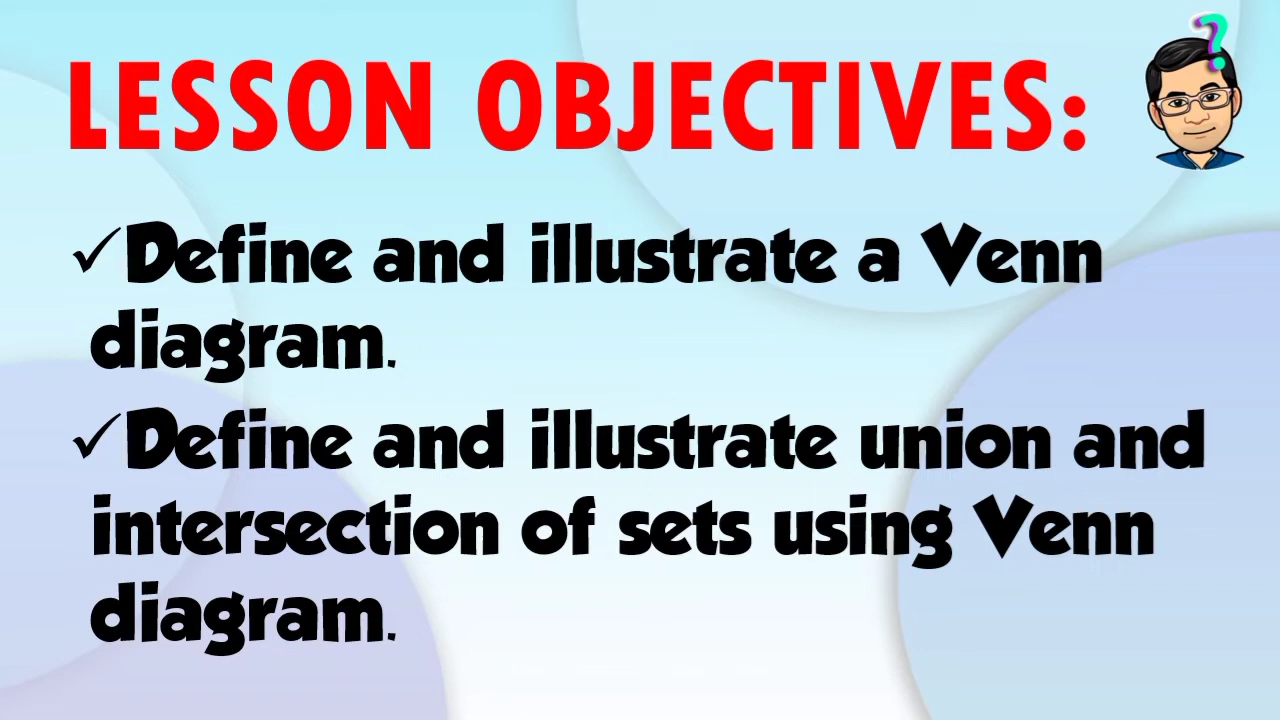 LESSON OBJECTIVES:
✓Define and illustrate a Venn
diagram.
✓Define and illustrate union and
intersection of sets using Venn
diagram.
?